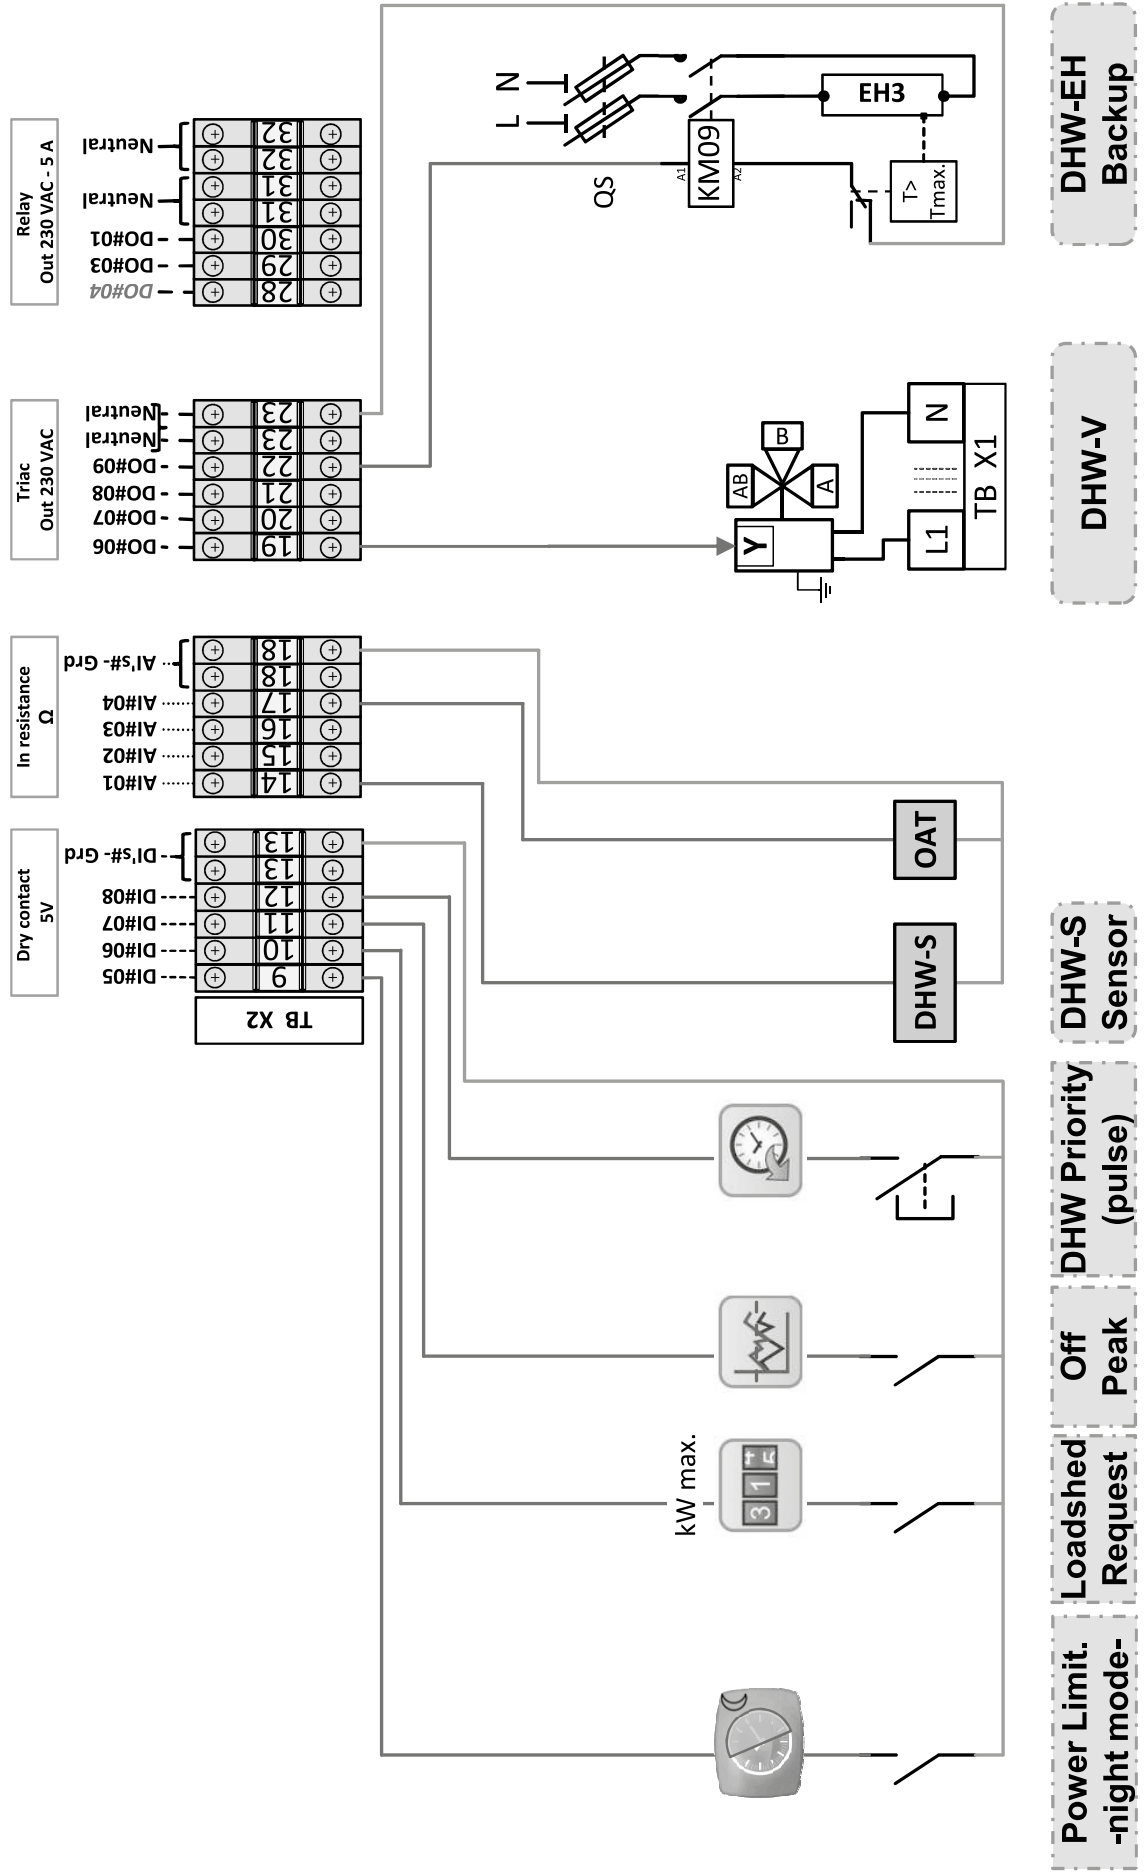 Relay
Out 230 VAC - 5 A
Neutral
Neutral
DO#01
DO#03
DO#04
32
32
31
31
30
29
28
Triac
Out 230 VAC
Neutral
Neutral
DO#09
DO#08
DO#07
DO#06
23
23
22
21
20
19
In resistance
Ω
AI's#- Grd
AI#04
AI#03
AI#02
AI#01
18
18
17
16
15
14
Dry contact
5V
DI's#- Grd
DI#08
DI#07
DI#06
DI#05
13
13
12
11
10
9
TB X2
N
L
QS
A1
KM09
A2
EH3
T>
Tmax.
DHW-EH
Backup
AB
B
A
Y
N
L1
TB X1
DHW-V
OAT
DHW-S
DHW-S
Sensor
DHW Priority
(pulse)
Off
Peak
kW max.
3 1
Loadshed
Request
Power Limit.
-night mode-